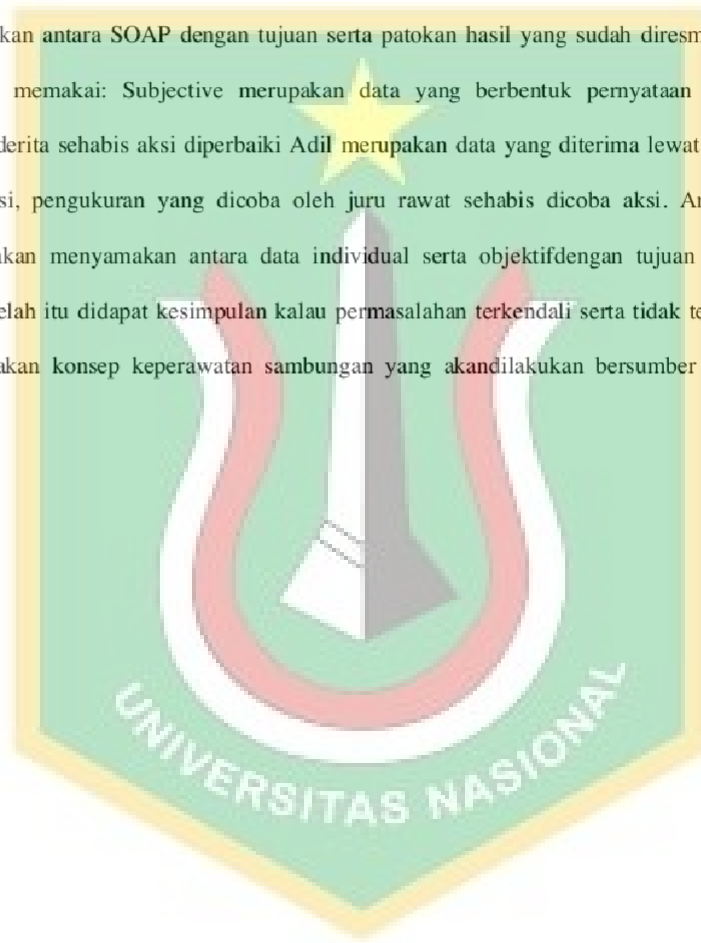 kan antara SOAP dengan tujuan serta patokan hasil yang sudah diresm
memakai: Subjective merupakan data yang berbentuk pernyataan
derita sehabis aksi diperbaiki Adil merupakan data yang diterima lewat
si, pengukuran yang dicoba oleh juru rawat sehabis dicoba aksi. An
kan menyamakan antara data individual serta objektifdengan tujuan
elah itu didapat kesimpulan kalau permasalahan terkendali serta tidak te
akan konsep keperawatan sambungan yang akandilakukan bersumber
UNIVERSITAS NASIONAL